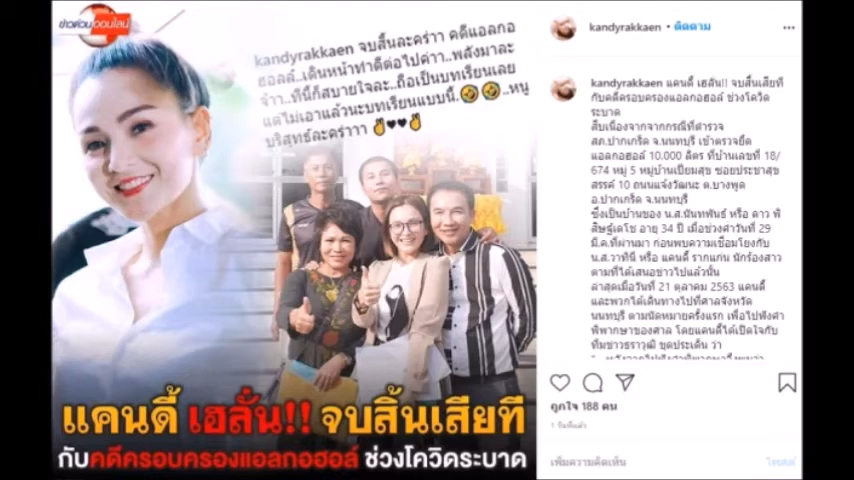 ข่าวด่วนออนไลน์
kandyrakkaen จบสิ้นละคร่าา คดีแอลกอ
ฮอลล์..เดินหน้าทำดีต่อไปค่าา..พลังมาละ
จ้าา..ทีนี้ก็สบายใจละ..ถือเป็นบทเรียนเลย
แต่ไม่เอาแล้วนะบทเรียนแบบนี้.🤣🤣..หนู
บริสุทธิ์ละคร่าาา ✌♥♥✌
แคนดี้ เฮลั่น!! จบสิ้นเสียที
กับคดีครอบครองแอลกอฮอล์ ช่วงโควิดระบาด
kandyrakkaen • ติดตาม
kandyrakkaen แคนดี้ เฮลั่น!! จบสิ้นเสียที
กับคดีครอบครองแอลกอฮอล์ ช่วงโควิด
ระบาด
สืบเนื่องจากจากกรณีที่ตำรวจ
สภ.ปากเกร็ด จ.นนทบุรี เข้าตรวจยึด
แอลกอฮอล์ 10,000 ลิตร ที่บ้านเลขที่ 18/
674 หมู่ 5 หมู่บ้านเปี่ยมสุข ซอยประชาสุข
สรรค์ 10 ถนนแจ้งวัฒนะ ต.บางพูด
อ.ปากเกร็ด จ.นนทบุรี
ซึ่งเป็นบ้านของ น.ส.นันทพันธ์ หรือ ดาว พิ
สิษฐ์เดโช อายุ 34 ปี เมื่อช่วงค่ำวันที่ 29
มี.ค.ที่ผ่านมา ก่อนพบความเชื่อมโยงกับ
น.ส.วาทินี หรือ แคนดี้ รากแก่น นักร้องสาว
ตามที่ได้เสนอข่าวไปแล้วนั้น
ล่าสุดเมื่อวันที่ 21 ตุลาคม 2563 แคนดี้
และพวกได้เดินทางไปที่ศาลจังหวัด
นนทบุรี ตามนัดหมายครั้งแรก เพื่อไปฟังคำ
พิพากษาของศาล โดยแคนดี้ได้เปิดใจกับ
ทีมข่าวธราวุฒิ ขุดประเด็น ว่า
ถูกใจ 188 คน
1 วันที่แล้ว
เพิ่มความคิดเห็น
โพสต์